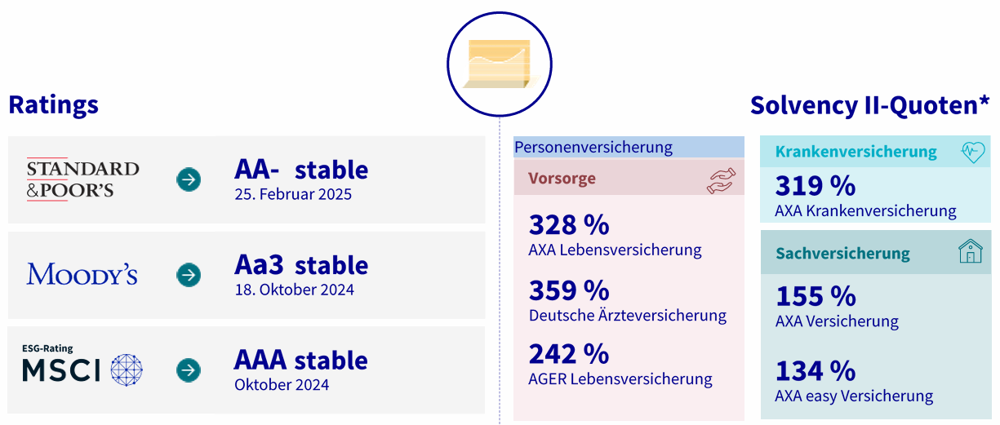 Ratings
STANDARD
&POOR'S
AA- stable
25. Februar 2025
MOODY'S
Aa3 stable
18. Oktober 2024
ESG-Rating
MSCI
AAA stable
Oktober 2024
Solvency II-Quoten*
Personenversicherung
Vorsorge
328 %
AXA Lebensversicherung
359 %
Deutsche Ärzteversicherung
242 %
AGER Lebensversicherung
Krankenversicherung
319 %
AXA Krankenversicherung
Sachversicherung
155 %
AXA Versicherung
134 %
AXA easy Versicherung